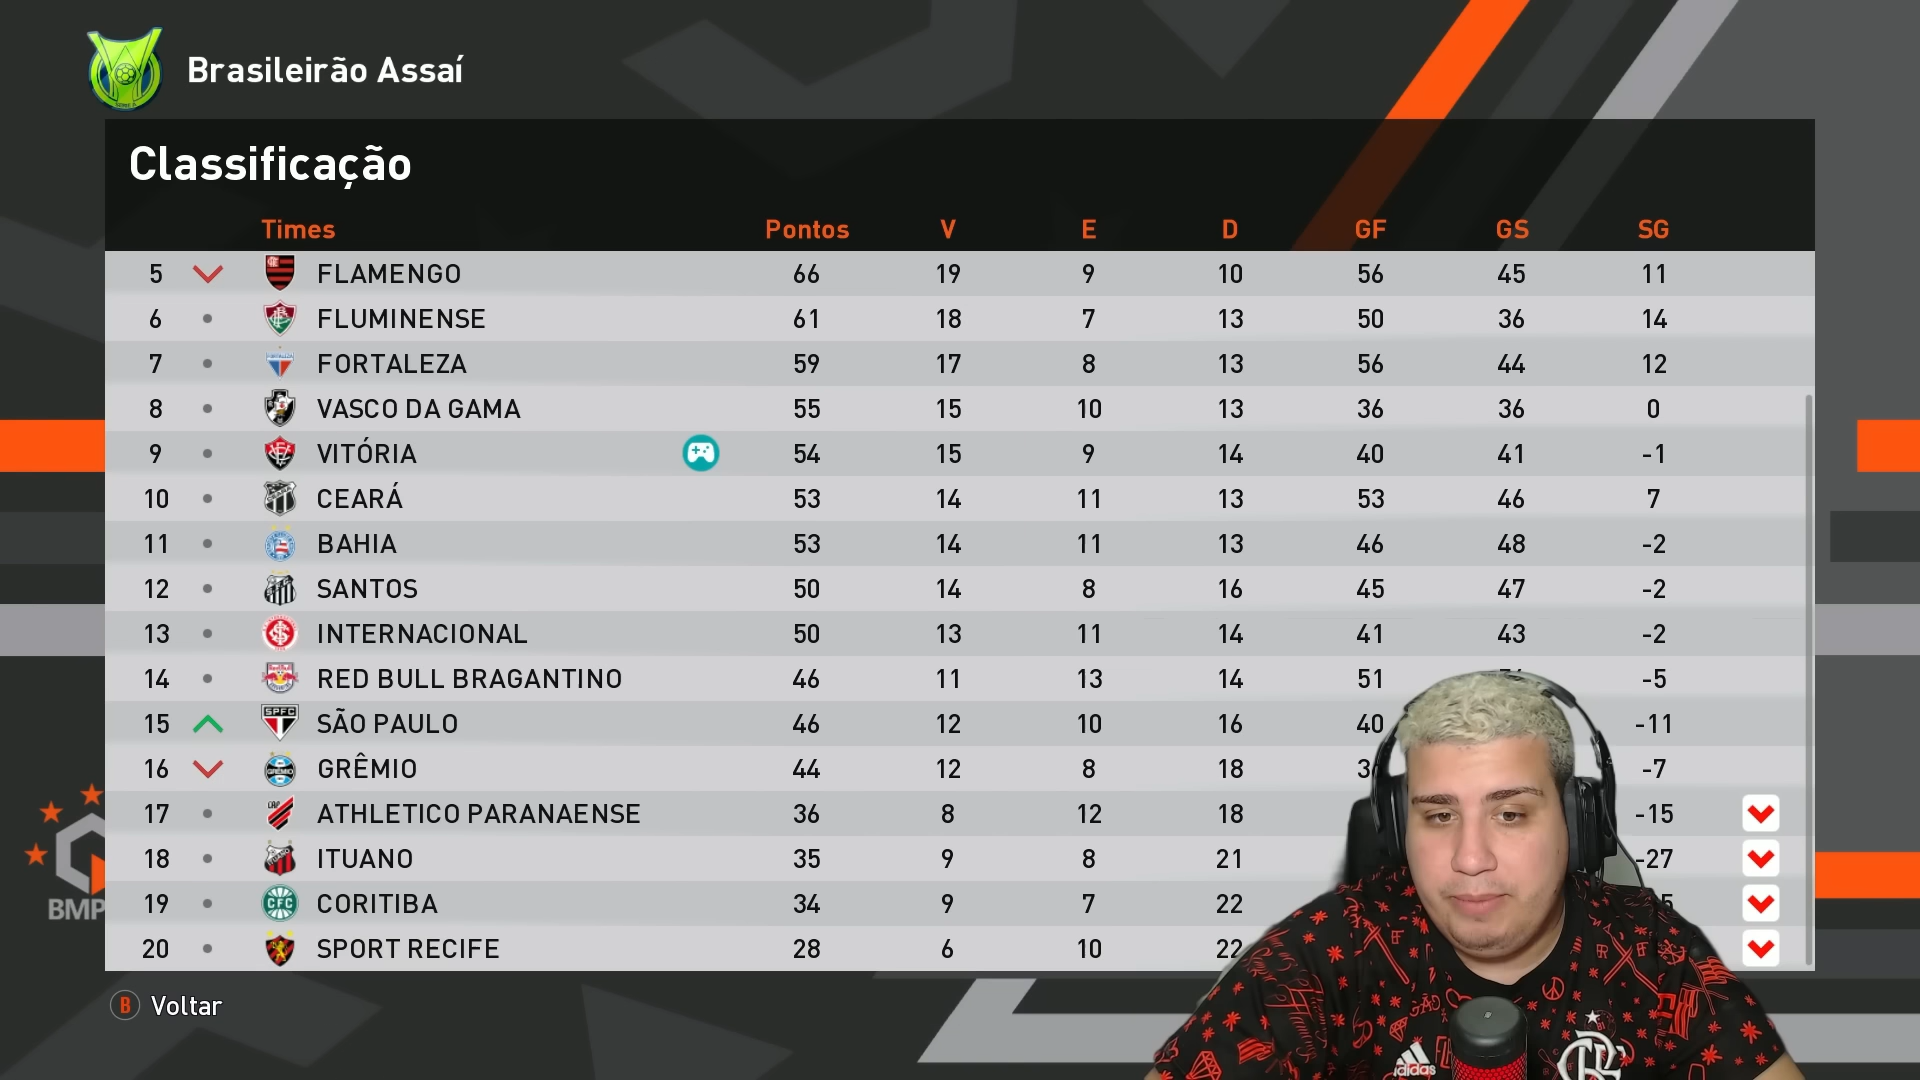 Brasileirão Assaí
Classificação
Times Pontos V E D GF GS SG
5 FLAMENGO 66 19 9 10 56 45 11
6 FLUMINENSE 61 18 7 13 50 36 14
7 FORTALEZA 59 17 8 13 56 44 12
8 VASCO DA GAMA 55 15 10 13 36 36 0
9 VITÓRIA 54 15 9 14 40 41 -1
10 CEARÁ 53 14 11 13 53 46 7
11 BAHIA 53 14 11 13 46 48 -2
12 SANTOS 50 14 8 16 45 47 -2
13 INTERNACIONAL 50 13 11 14 41 43 -2
14 RED BULL BRAGANTINO 46 11 13 14 51 -5
15 SPFC SÃO PAULO 46 12 10 16 40 -11
16 GRÊMIO 44 12 8 18 -7
17 CAP ATHLETICO PARANAENSE 36 8 12 18 -15
18 ITUANO 35 9 8 21 -27
19 CFC CORITIBA 34 9 7 22
20 SPORT RECIFE 28 6 10 22
BMP
B Voltar
adidas